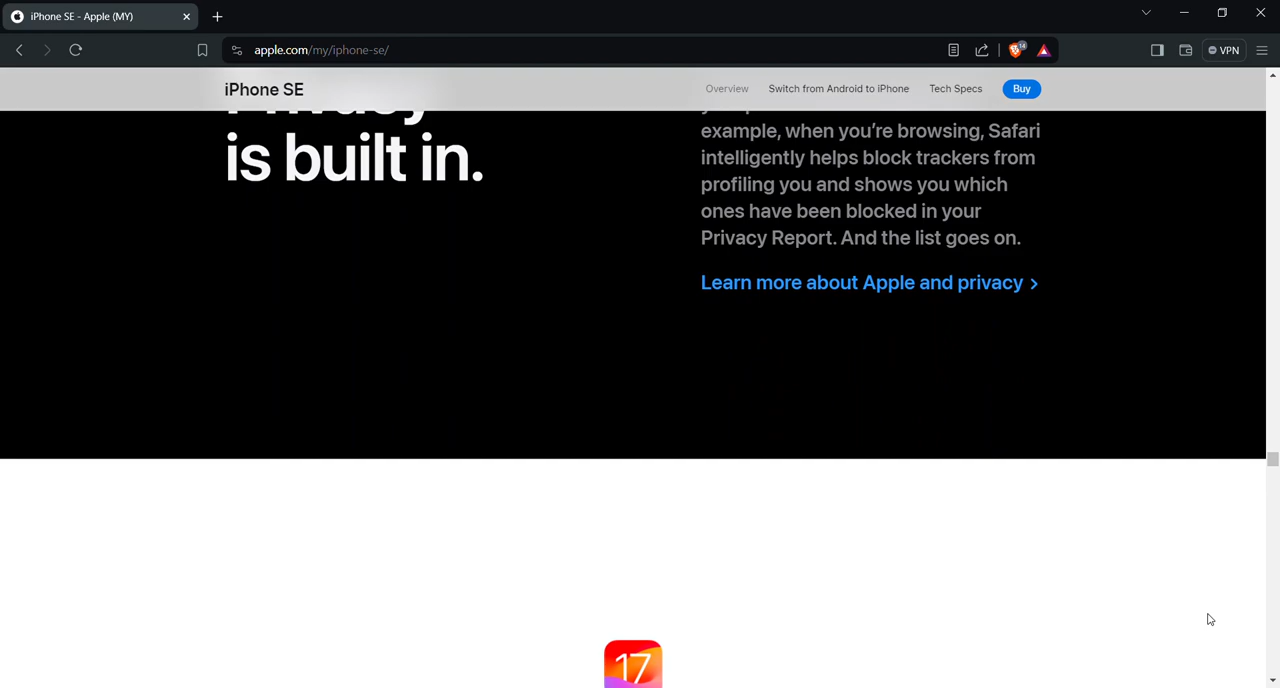 iPhone SE - Apple (MY)
apple.com/my/iphone-se/
54
VPN
iPhone SE
Overview
Switch from Android to iPhone
Tech Specs
Buy
Privacy
is built in.
example, when you’re browsing, Safari
intelligently helps block trackers from
profiling you and shows you which
ones have been blocked in your
Privacy Report. And the list goes on.
Learn more about Apple and privacy >
17